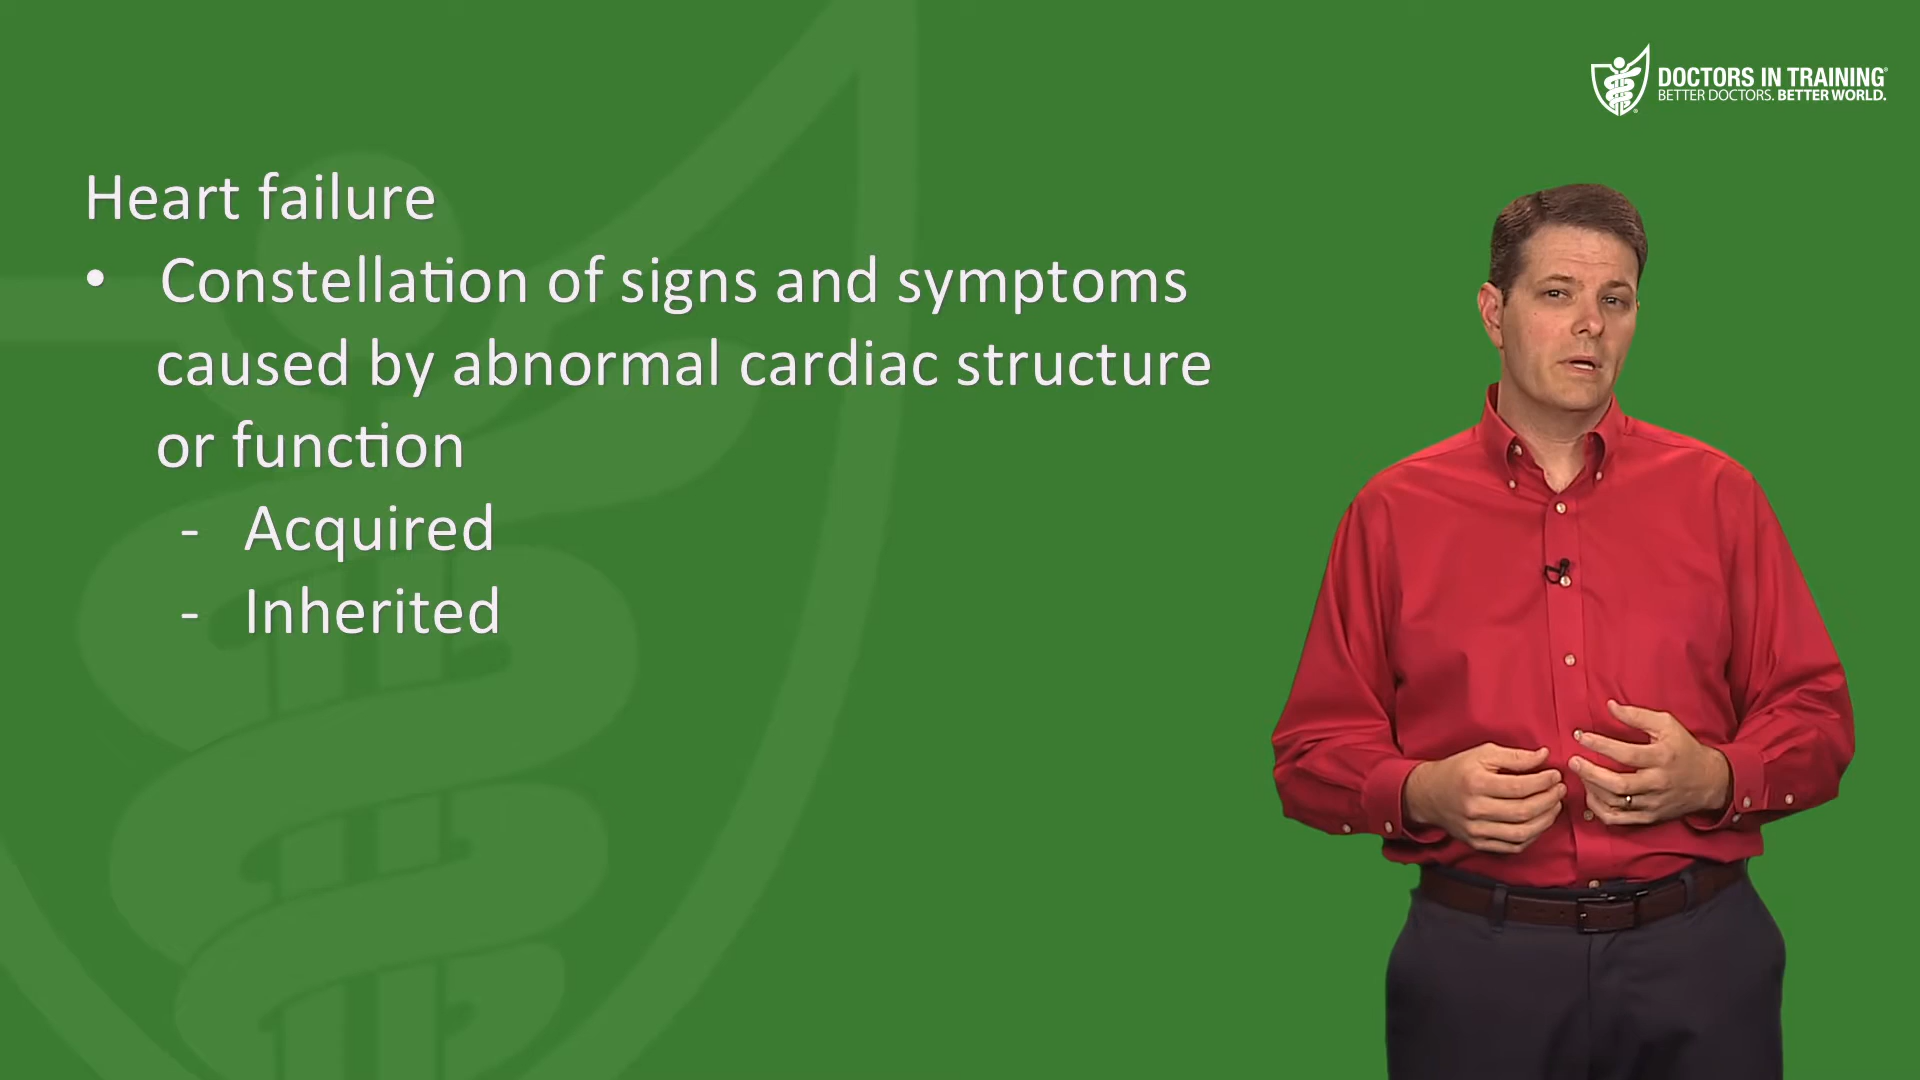 DOCTORS IN TRAINING®
BETTER DOCTORS. BETTER WORLD.
Heart failure
• Constellation of signs and symptoms
caused by abnormal cardiac structure
or function
- Acquired
- Inherited